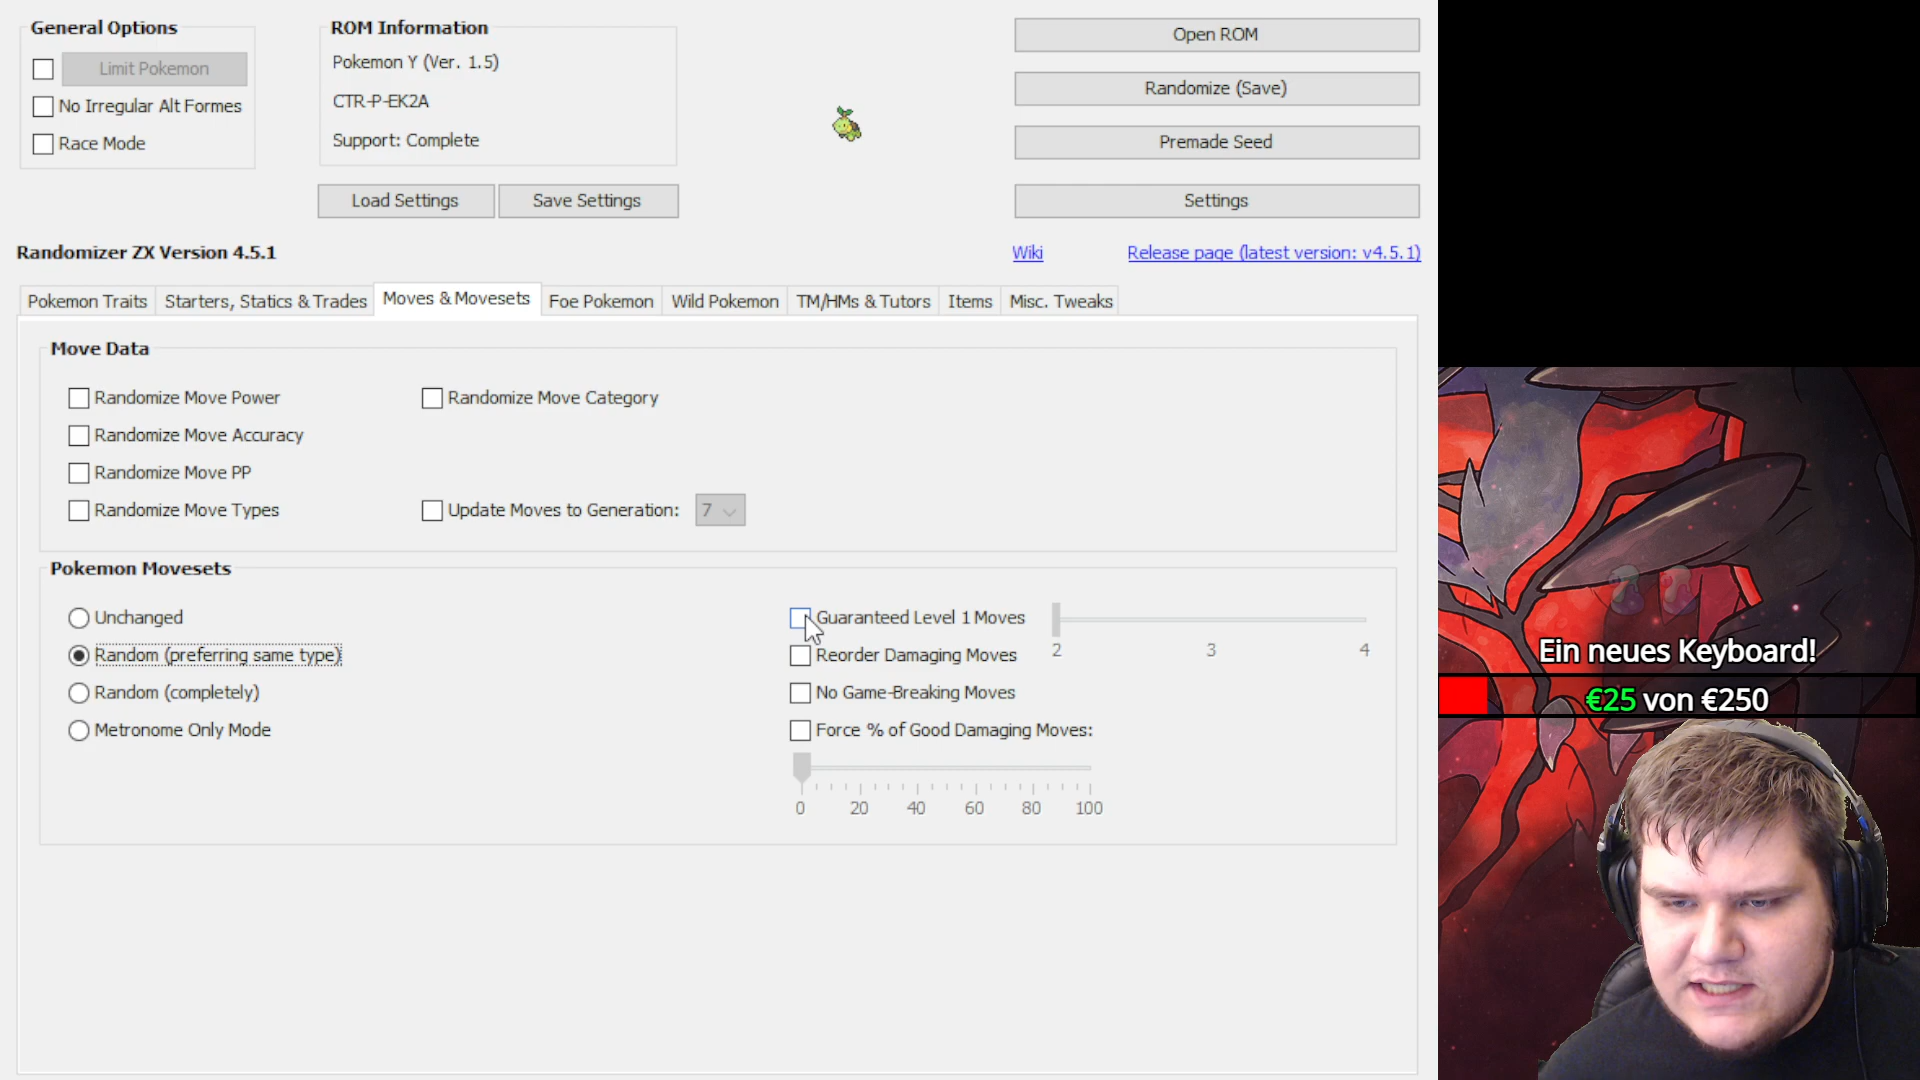 General Options
Limit Pokemon
No Irregular Alt Formes
Race Mode
ROM Information
Pokemon Y (Ver. 1.5)
CTR-P-EK2A
Support: Complete
Load Settings
Save Settings
Open ROM
Randomize (Save)
Premade Seed
Settings
Randomizer ZX Version 4.5.1
Wiki
Release page (latest version: v4.5.1)
Pokemon Traits
Starters, Statics & Trades
Moves & Movesets
Foe Pokemon
Wild Pokemon
TM/HMs & Tutors
Items
Misc. Tweaks
Move Data
Randomize Move Power
Randomize Move Category
Randomize Move Accuracy
Randomize Move PP
Randomize Move Types
Update Moves to Generation:
7
Pokemon Movesets
Unchanged
Random (preferring same type)
Random (completely)
Metronome Only Mode
Guaranteed Level 1 Moves
2 3 4
Reorder Damaging Moves
No Game-Breaking Moves
Force % of Good Damaging Moves:
0 20 40 60 80 100
Ein neues Keyboard!
€25 von €250